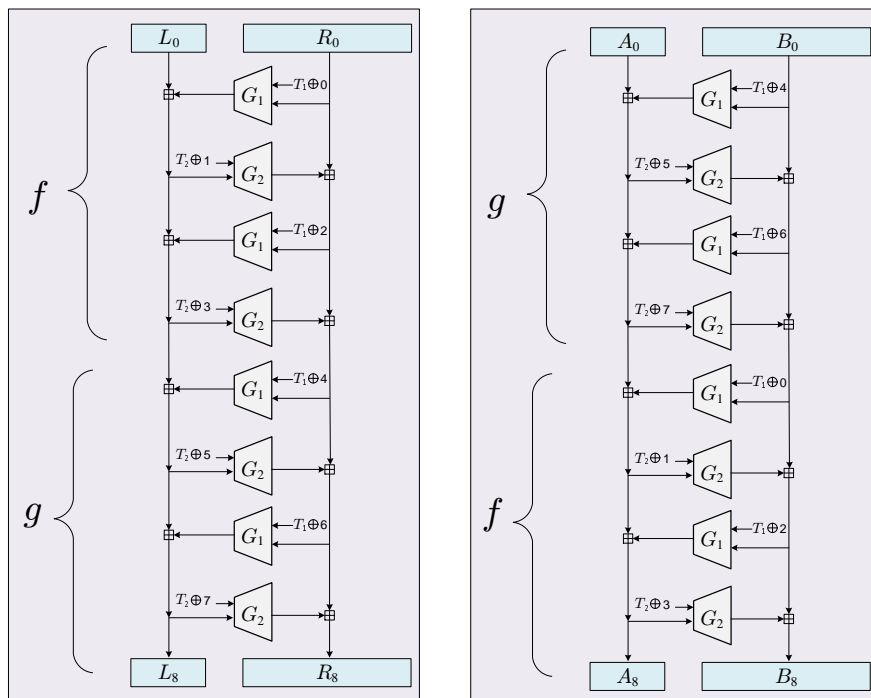 L₀ R₀
G₁ T₁⊕0
T₂⊕1 G₂
G₁ T₁⊕2
T₂⊕3 G₂
f
G₁ T₁⊕4
T₂⊕5 G₂
G₁ T₁⊕6
T₂⊕7 G₂
g
L₈ R₈
A₀ B₀
G₁ T₁⊕4
T₂⊕5 G₂
G₁ T₁⊕6
T₂⊕7 G₂
g
G₁ T₁⊕0
T₂⊕1 G₂
G₁ T₁⊕2
T₂⊕3 G₂
f
A₈ B₈